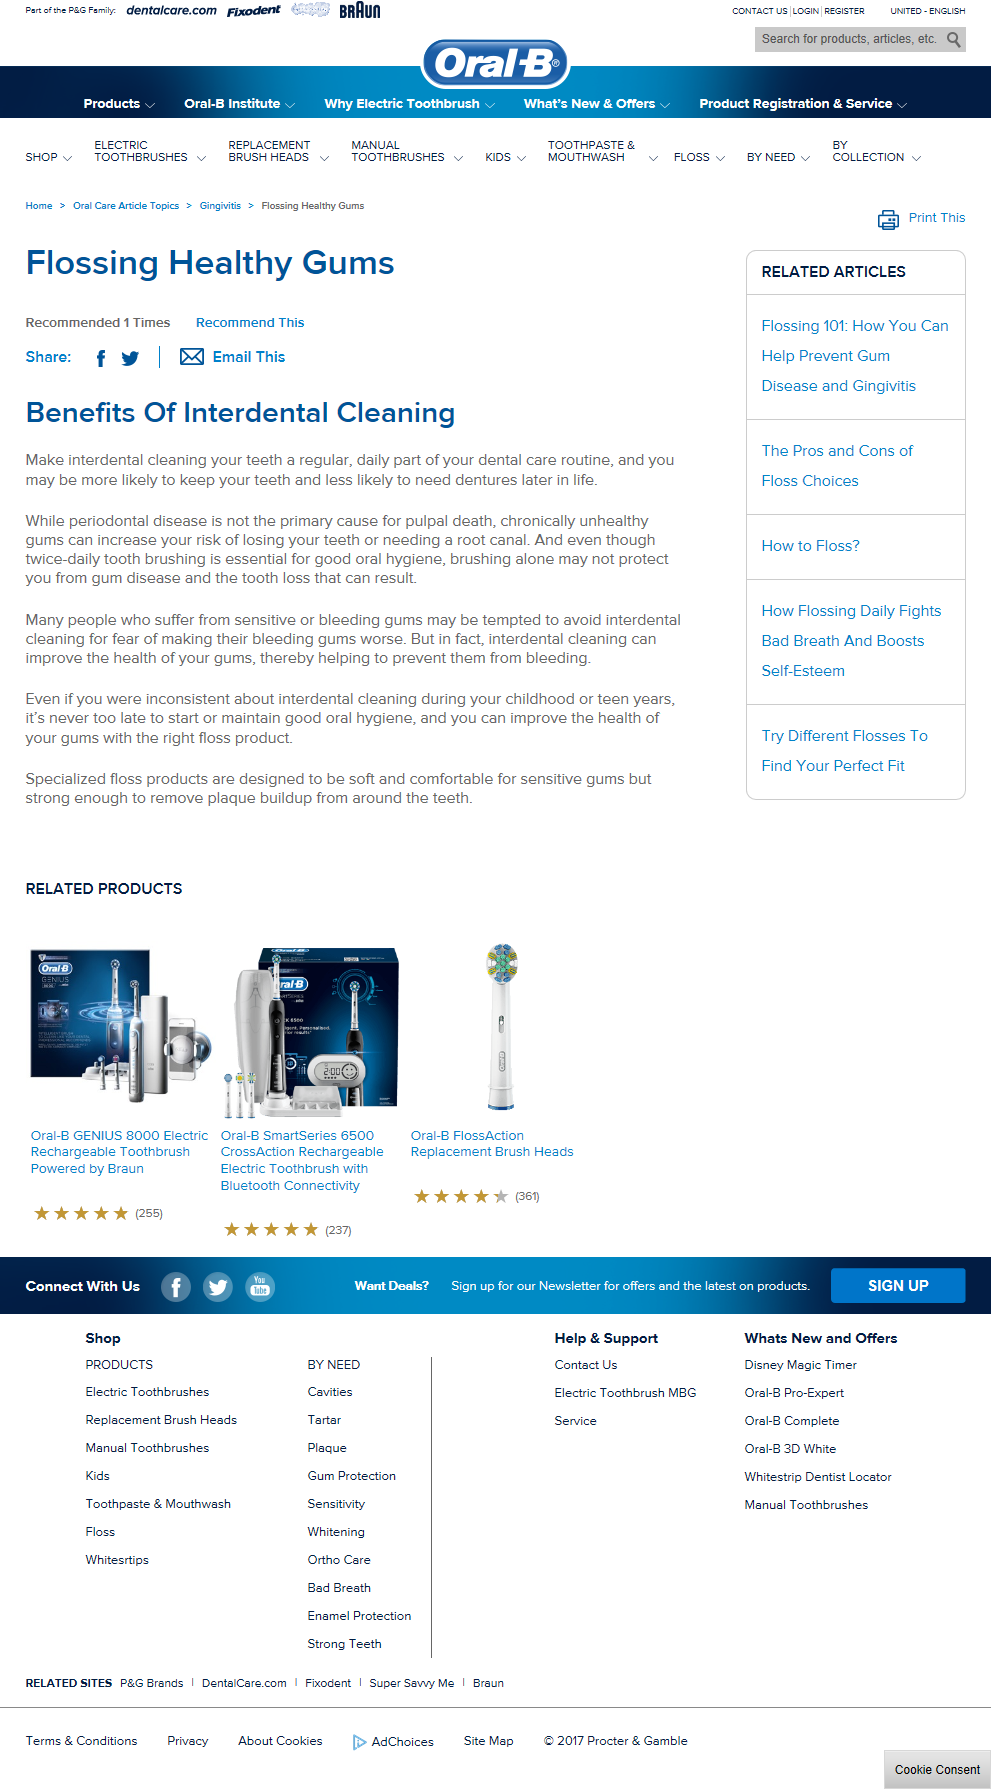 Part of the P&G Family: dentalcare.com Fixodent BRAUN
CONTACT US | LOGIN | REGISTER UNITED - ENGLISH
Search for products, articles, etc.
Oral-B®
Products Oral-B Institute Why Electric Toothbrush What's New & Offers Product Registration & Service
SHOP ELECTRIC TOOTHBRUSHES REPLACEMENT BRUSH HEADS MANUAL TOOTHBRUSHES KIDS TOOTHPASTE & MOUTHWASH FLOSS BY NEED BY COLLECTION
Home > Oral Care Article Topics > Gingivitis > Flossing Healthy Gums
Print This
Flossing Healthy Gums
Recommended 1 Times Recommend This
Share: Email This
Benefits Of Interdental Cleaning
Make interdental cleaning your teeth a regular, daily part of your dental care routine, and you
may be more likely to keep your teeth and less likely to need dentures later in life.
While periodontal disease is not the primary cause for pulpal death, chronically unhealthy
gums can increase your risk of losing your teeth or needing a root canal. And even though
twice-daily tooth brushing is essential for good oral hygiene, brushing alone may not protect
you from gum disease and the tooth loss that can result.
Many people who suffer from sensitive or bleeding gums may be tempted to avoid interdental
cleaning for fear of making their bleeding gums worse. But in fact, interdental cleaning can
improve the health of your gums, thereby helping to prevent them from bleeding.
Even if you were inconsistent about interdental cleaning during your childhood or teen years,
it's never too late to start or maintain good oral hygiene, and you can improve the health of
your gums with the right floss product.
Specialized floss products are designed to be soft and comfortable for sensitive gums but
strong enough to remove plaque buildup from around the teeth.
RELATED ARTICLES
Flossing 101: How You Can
Help Prevent Gum
Disease and Gingivitis
The Pros and Cons of
Floss Choices
How to Floss?
How Flossing Daily Fights
Bad Breath And Boosts
Self-Esteem
Try Different Flosses To
Find Your Perfect Fit
RELATED PRODUCTS
Oral-B
GENIUS
Oral-B GENIUS 8000 Electric
Rechargeable Toothbrush
Powered by Braun
(255)
ral-B
6500
2:00
Oral-B SmartSeries 6500
CrossAction Rechargeable
Electric Toothbrush with
Bluetooth Connectivity
(237)
Oral-B
Oral-B FlossAction
Replacement Brush Heads
(361)
Connect With Us You Tube Want Deals? Sign up for our Newsletter for offers and the latest on products. SIGN UP
Shop
PRODUCTS
Electric Toothbrushes
Replacement Brush Heads
Manual Toothbrushes
Kids
Toothpaste & Mouthwash
Floss
Whitesrtips
BY NEED
Cavities
Tartar
Plaque
Gum Protection
Sensitivity
Whitening
Ortho Care
Bad Breath
Enamel Protection
Strong Teeth
Help & Support
Contact Us
Electric Toothbrush MBG
Service
Whats New and Offers
Disney Magic Timer
Oral-B Pro-Expert
Oral-B Complete
Oral-B 3D White
Whitestrip Dentist Locator
Manual Toothbrushes
RELATED SITES P&G Brands | DentalCare.com | Fixodent | Super Savvy Me | Braun
Terms & Conditions Privacy About Cookies AdChoices Site Map © 2017 Procter & Gamble
Cookie Consent